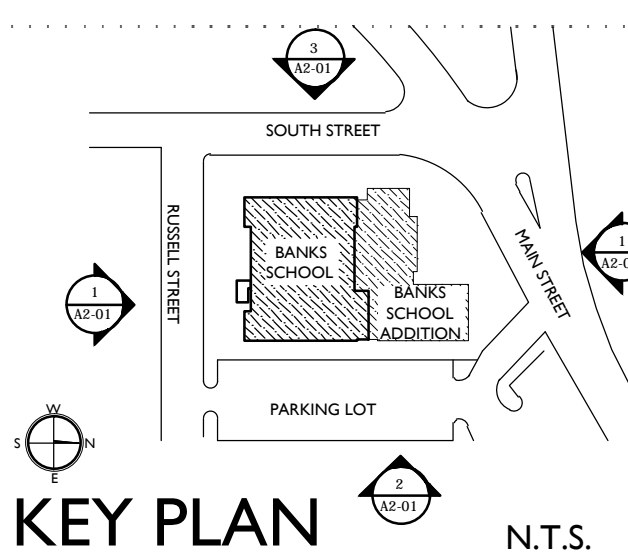 3
A2-01
SOUTH STREET
RUSSELL STREET
BANKS
SCHOOL
MAIN STREET
1
BANKS
SCHOOL
ADDITION
1
A2-01
PARKING LOT
W
S
N
E
2
A2-01
KEY PLAN
N.T.S.